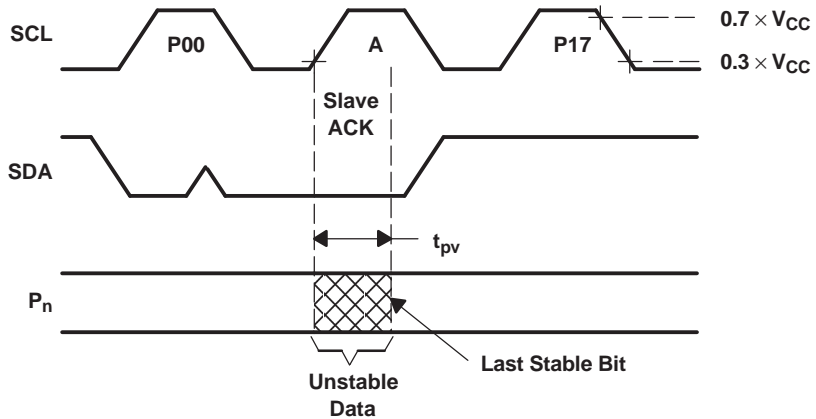 SCL
P00
A
P17
0.7 × VCC
0.3 × VCC
Slave
ACK
SDA
tpv
Pn
Last Stable Bit
Unstable
Data